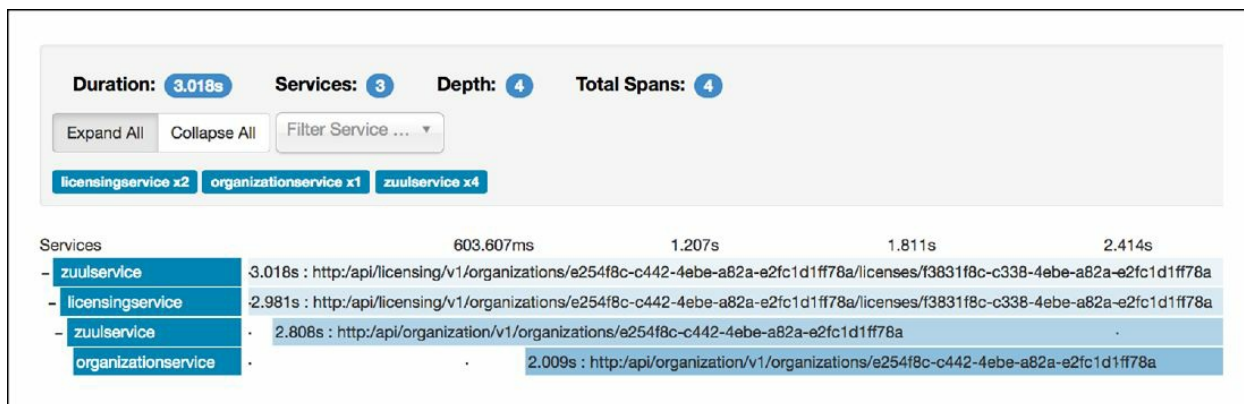 Duration: 3.018s Services: 3 Depth: 4 Total Spans: 4
Expand All Collapse All Filter Service ...
licensingservice x2 organizationservice x1 zuulservice x4
Services 603.607ms 1.207s 1.811s 2.414s
- zuulservice -3.018s : http:/api/licensing/v1/organizations/e254f8c-c442-4ebe-a82a-e2fc1d1ff78a/licenses/f3831f8c-c338-4ebe-a82a-e2fc1d1ff78a
- licensingservice -2.981s : http:/api/licensing/v1/organizations/e254f8c-c442-4ebe-a82a-e2fc1d1ff78a/licenses/f3831f8c-c338-4ebe-a82a-e2fc1d1ff78a
- zuulservice · 2.808s : http:/api/organization/v1/organizations/e254f8c-c442-4ebe-a82a-e2fc1d1ff78a ·
organizationservice · · 2.009s : http:/api/organization/v1/organizations/e254f8c-c442-4ebe-a82a-e2fc1d1ff78a